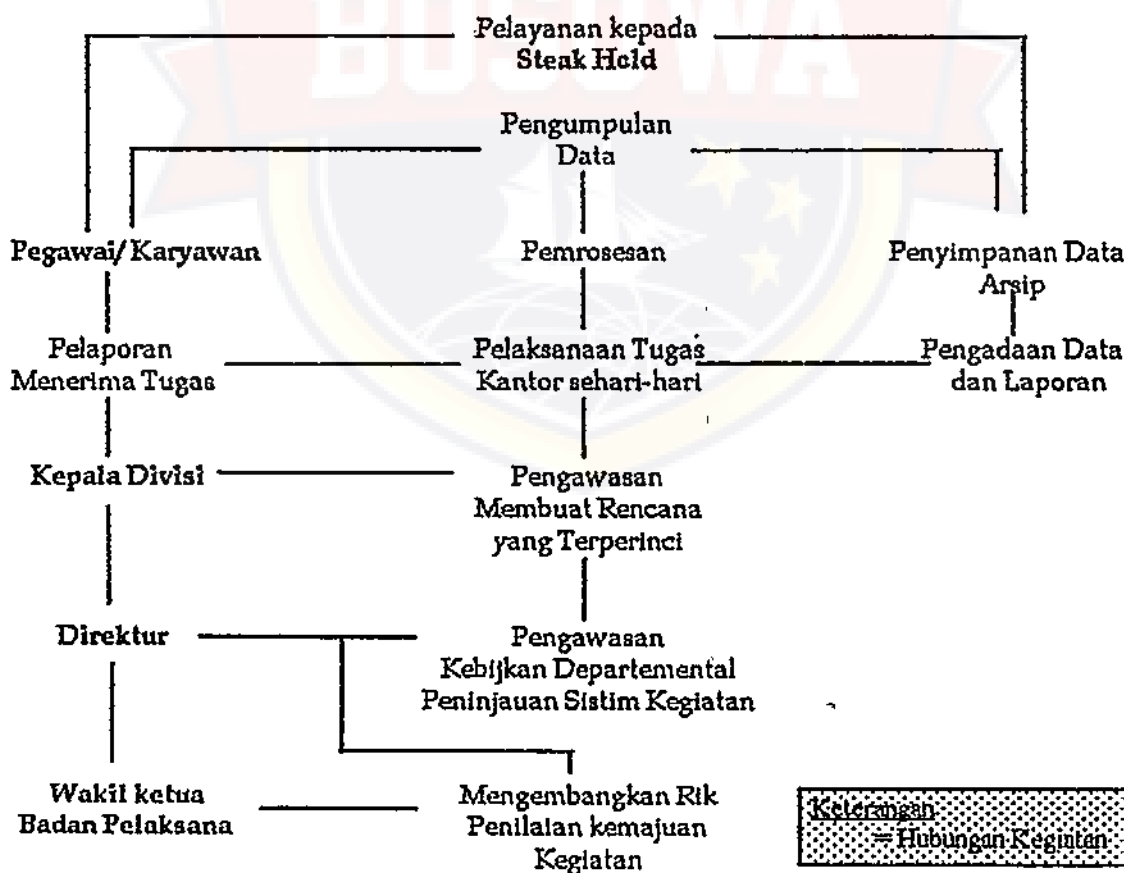 BOSOWA
Pelayanan kepada
Steak Hold
Pengumpulan
Data
Pegawai/ Karyawan
Pemrosesan
Penyimpanan Data
Arsip
Pelaporan
Menerima Tugas
Pelaksanaan Tugas
Kantor sehari-hari
Pengadaan Data
dan Laporan
Kepala Divisi
Pengawasan
Membuat Rencana
yang Terperinci
Direktur
Pengawasan
Kebijkan Departemental
Peninjauan Sistim Kegiatan
Wakil ketua
Badan Pelaksana
Mengembangkan Rik
Penilaian kemajuan
Kegiatan
Keterangan
= Hubungan Kegiatan